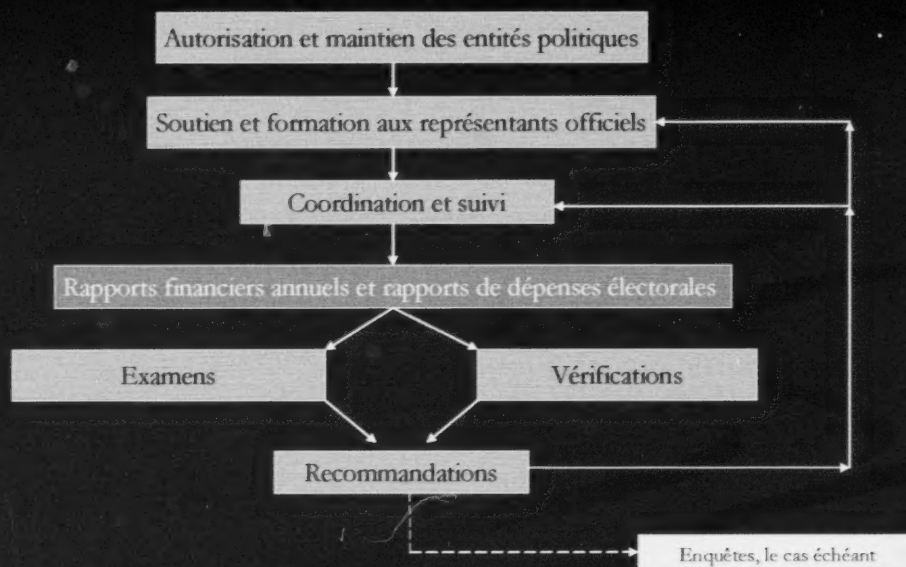 Autorisation et maintien des entités politiques
Soutien et formation aux représentants officiels
Coordination et suivi
Rapports financiers annuels et rapports de dépenses électorales
Examens
Vérifications
Recommandations
Enquêtes, le cas échéant